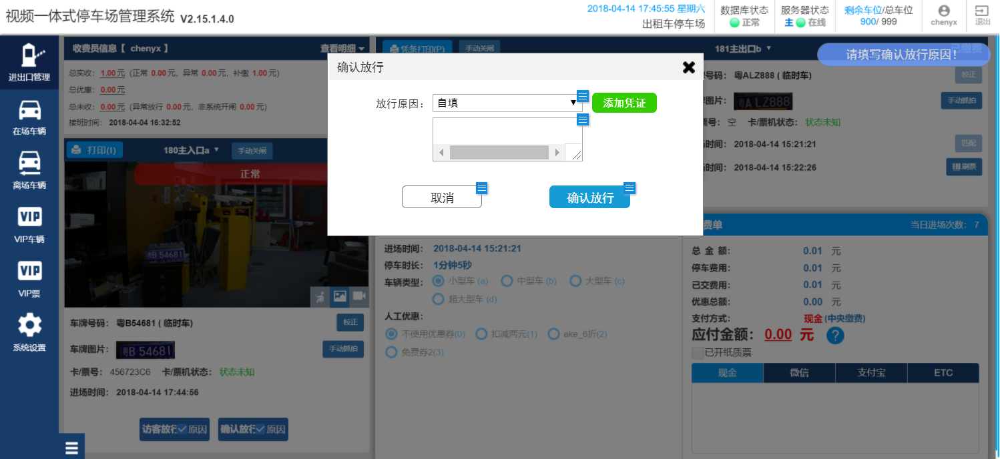 视频一体式停车场管理系统 V2.15.1.4.0
2018-04-14 17:45:55 星期六
出租车停车场
数据库状态
正常
服务器状态
主 在线
剩余车位/总车位
900/ 999
chenyx
退出
进出口管理
在场车辆
离场车辆
VIP
VIP车辆
VIP
VIP票
系统设置
收费员信息【 chenyx 】
查看明细
总实收: 1.00元 (正常 0.00元, 异常 0.00元, 补缴 1.00元)
总优惠: 0.00元
总未收: 0.00元 (异常放行 0.00元, 非系统开闸 0.00元)
接班时间: 2018-04-04 16:32:52
打印(I)
180主入口a
手动关闸
正常
粤B 54681
车牌号码: 粤B54681 ( 临时车)
校正
车牌图片: 粤B 54681
手动抓拍
卡/票号: 456723C6 卡/票机状态: 状态未知
进场时间: 2018-04-14 17:44:56
访客放行 原因
确认放行 原因
凭条打印(P)
手动关闸
181主出口b
已缴费
请填写确认放行原因!
确认放行
放行原因: 自填
添加凭证
取消
确认放行
号码: 粤ALZ888 ( 临时车)
校正
图片: 粤A LZ888
手动抓拍
票号: 空 卡/票机状态: 状态未知
时间: 2018-04-14 15:21:21
匹配
时间: 2018-04-14 15:22:26
刷票
进场时间: 2018-04-14 15:21:21
停车时长: 1分钟5秒
车辆类型: 小型车 (a) 中型车 (b) 大型车 (c)
超大型车 (d)
人工优惠:
不使用优惠券(0) 扣减两元(1) ake_6折(2)
免费券2(3)
费单
当日进场次数: 7
总 金 额: 0.01 元
停车费用: 0.01 元
已交费用: 0.01 元
优惠总额: 0.00 元
支付方式: 现金(中央缴费)
应付金额: 0.00 元 ?
已开纸质票
现金 微信 支付宝 ETC